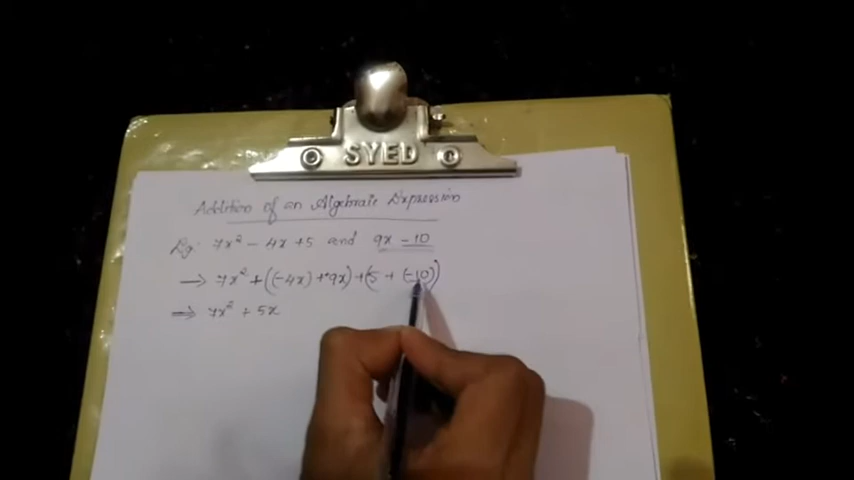 SYED
Addition of an Algebraic Expression
Eg: 7x² - 4x + 5 and 9x - 10
→ 7x² + ((-4x) + 9x) + (5 + (-10))
⇒ 7x² + 5x